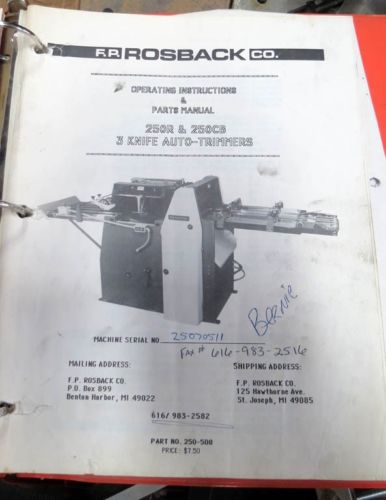 F.P. ROSBACK CO.
OPERATING INSTRUCTIONS
&
PARTS MANUAL
250R & 250CB
3 KNIFE AUTO-TRIMMERS
Bernie
MACHINE SERIAL NO 25070511
FAX # 616-983-2516
MAILING ADDRESS:
F.P. ROSBACK CO.
P.O. Box 899
Benton Harbor, MI 49022
SHIPPING ADDRESS:
F.P. ROSBACK CO.
125 Hawthorne Ave.
St. Joseph, MI 49085
616/ 983-2582
PART NO. 250-500
PRICE: $7.50